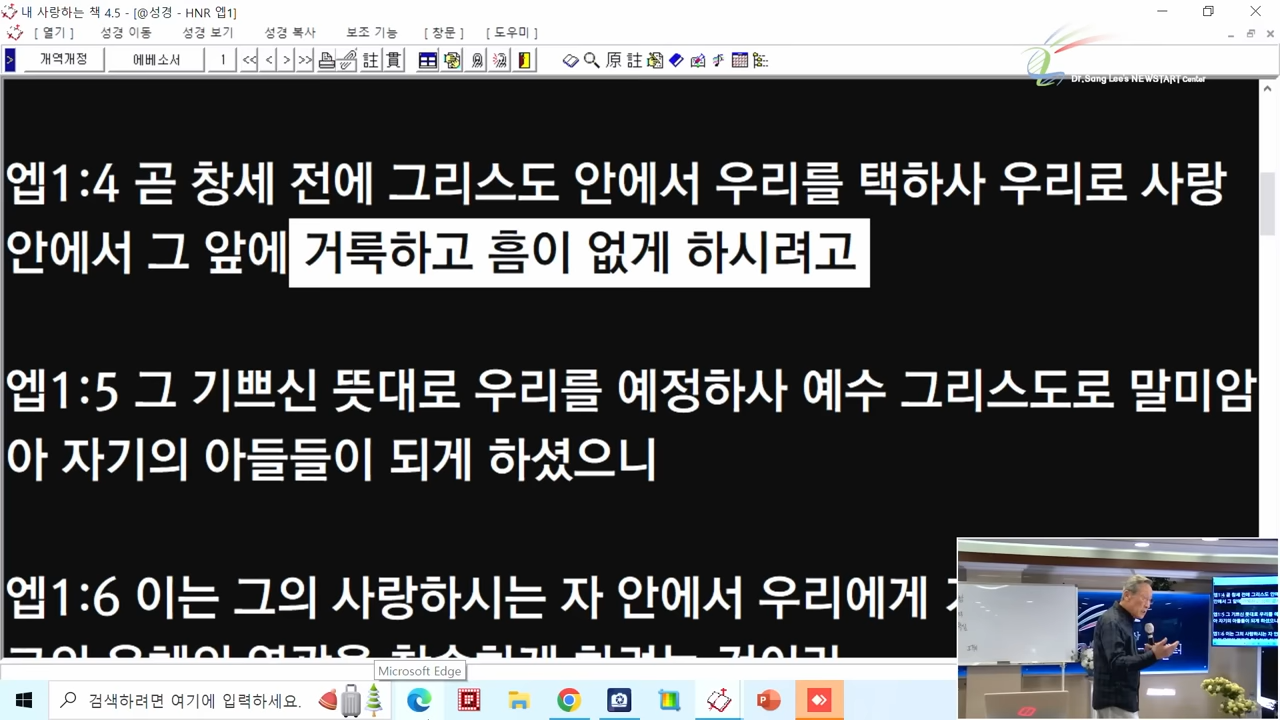 내 사랑하는 책 4.5 - [@성경 - HNR 엡1]
[ 열기 ] 성경 이동 성경 보기 성경 복사 보조 기능 [ 창문 ] [ 도우미 ]
개역개정 에베소서 1 << < > >> 註 貫 原 註
Dr.Sang Lee's NEWSTART Center
엡1:4 곧 창세 전에 그리스도 안에서 우리를 택하사 우리로 사랑
안에서 그 앞에 거룩하고 흠이 없게 하시려고
엡1:5 그 기쁘신 뜻대로 우리를 예정하사 예수 그리스도로 말미암
아 자기의 아들들이 되게 하셨으니
엡1:6 이는 그의 사랑하시는 자 안에서 우리에게
Microsoft Edge
검색하려면 여기에 입력하세요.